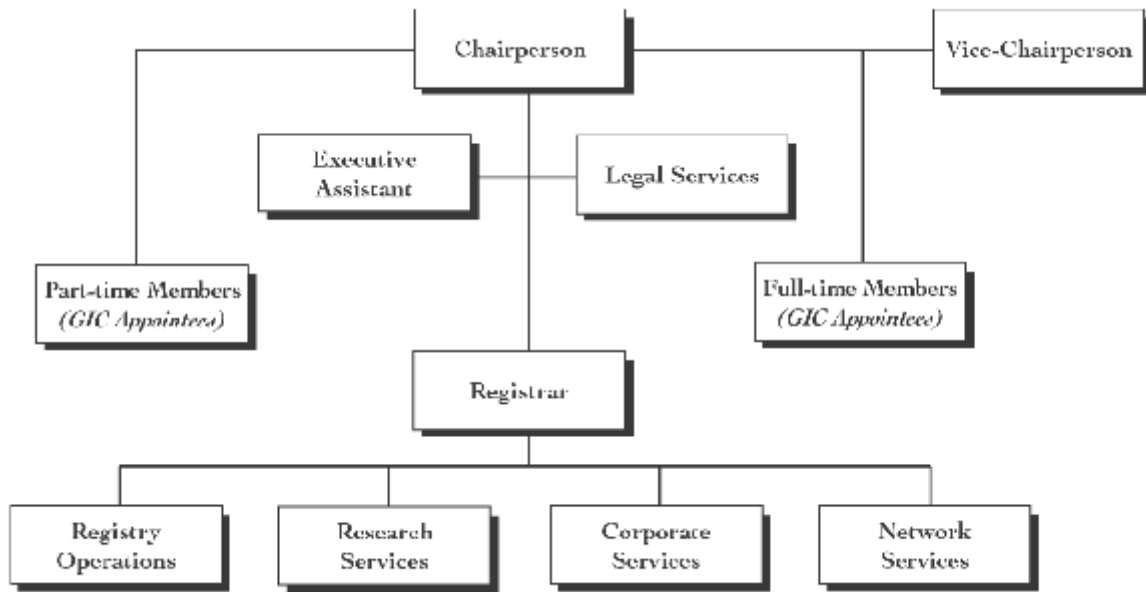 Chairperson
Vice-Chairperson
Executive
Assistant
Legal Services
Part-time Members
(GIC Appointees)
Full-time Members
(GIC Appointees)
Registrar
Registry
Operations
Research
Services
Corporate
Services
Network
Services